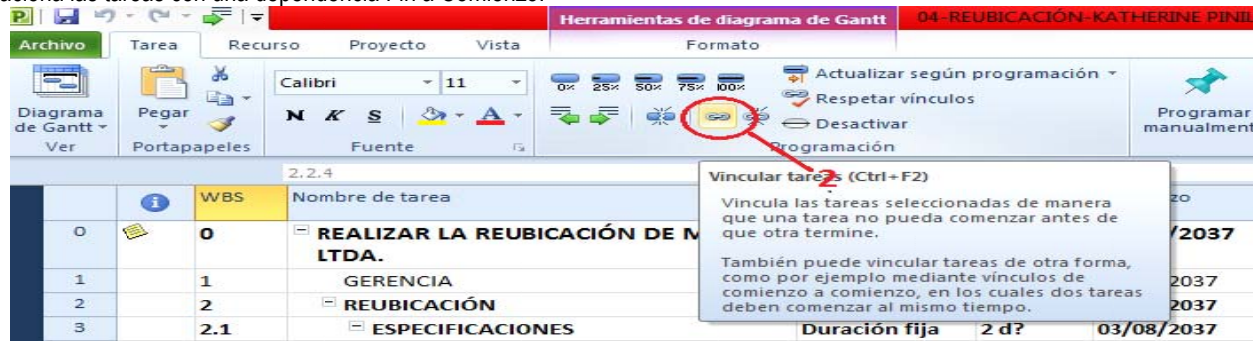 Herramientas de diagrama de Gantt 04-REUBICACIÓN-KATHERINE PINIL
Archivo Tarea Recurso Proyecto Vista Formato
Calibri 11
0% 25% 50% 75% 100%
Actualizar según programación
Respetar vínculos
Desactivar
Diagrama de Gantt
Pegar
N K S A
Programar
manualment
Ver Portapapeles Fuente Programación
2.2.4
Vincular tareas (Ctrl+F2)
2
Vincula las tareas seleccionadas de manera
que una tarea no pueda comenzar antes de
que otra termine.
También puede vincular tareas de otra forma,
como por ejemplo mediante vínculos de
comienzo a comienzo, en los cuales dos tareas
deben comenzar al mismo tiempo.
WBS Nombre de tarea zo
0 0 REALIZAR LA REUBICACIÓN DE M /2037
LTDA.
1 1 GERENCIA 2037
2 2 REUBICACIÓN 2037
3 2.1 ESPECIFICACIONES Duración fija 2 d? 03/08/2037